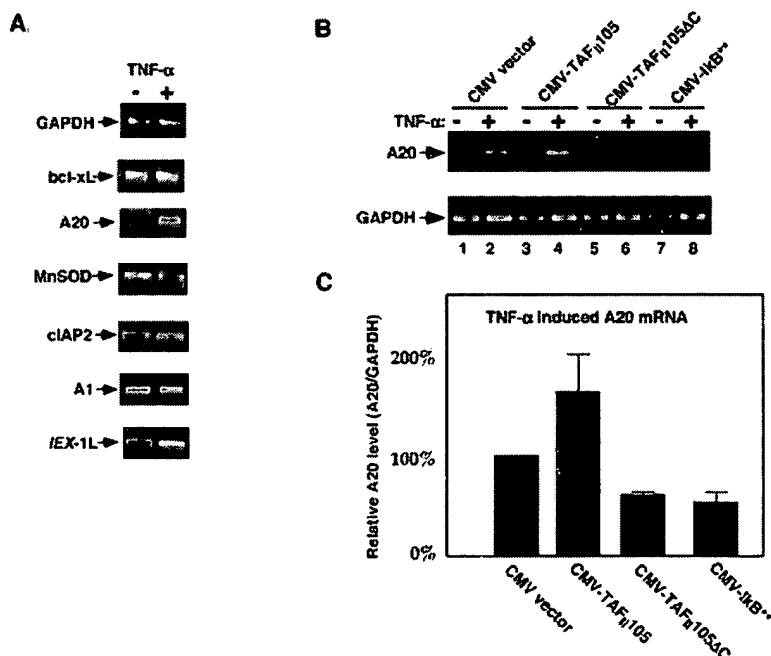 A.
TNF-α
- +
GAPDH
bcl-xL
A20
MnSOD
cIAP2
A1
IEX-1L
B
CMV vector
CMV-TAFII105
CMV-TAFII105ΔC
CMV-IkB**
TNF-α: - + - + - + - +
A20
GAPDH
1 2 3 4 5 6 7 8
C
TNF-α induced A20 mRNA
Relative A20 level (A20/GAPDH)
200%
100%
0%
CMV vector
CMV-TAFII105
CMV-TAFII105ΔC
CMV-IkB**